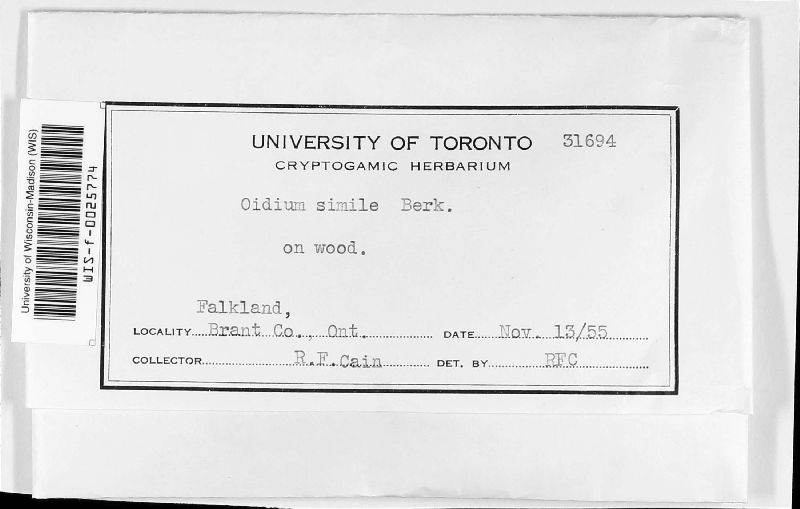 University of Wisconsin-Madison (WIS)
WIS-f-0025774
UNIVERSITY OF TORONTO 31694
CRYPTOGAMIC HERBARIUM
Oidium simile Berk.
on wood.
Falkland,
LOCALITY Brant Co., Ont. DATE Nov. 13/55
COLLECTOR R.F.Cain DET. BY RFC